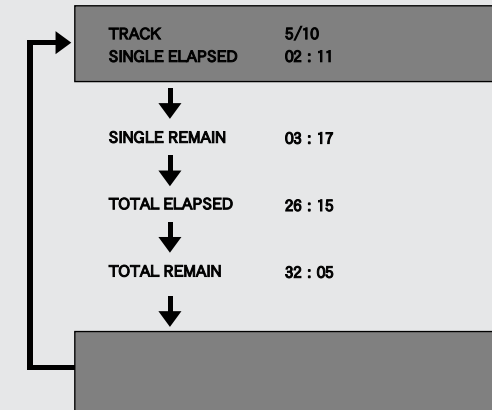 TRACK 5/10
SINGLE ELAPSED 02 : 11
SINGLE REMAIN 03 : 17
TOTAL ELAPSED 26 : 15
TOTAL REMAIN 32 : 05